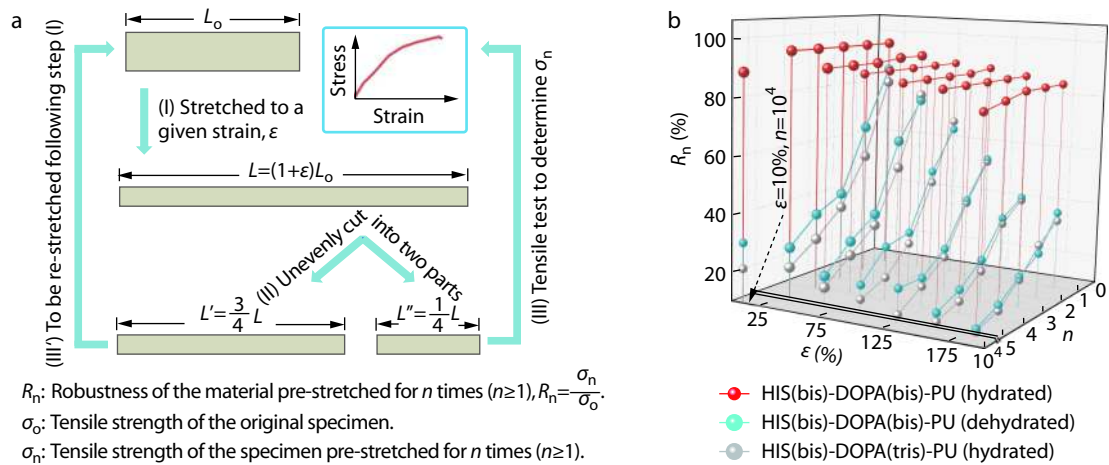 a
L₀
(I) Stretched to a
given strain, ε
Stress
Strain
L=(1+ε)L₀
(II) Unevenly cut
into two parts
L′=3/4 L
L″=1/4 L
(III′) To be re-stretched following step (I)
(III) Tensile test to determine σₙ
Rₙ: Robustness of the material pre-stretched for n times (n≥1), Rₙ=σₙ/σₒ.
σₒ: Tensile strength of the original specimen.
σₙ: Tensile strength of the specimen pre-stretched for n times (n≥1).
b
Rₙ (%)
100
80
60
40
20
ε=10%, n=10⁴
25
75
125
175
ε (%)
10⁴
5
4
3
2
1
0
n
HIS(bis)-DOPA(bis)-PU (hydrated)
HIS(bis)-DOPA(bis)-PU (dehydrated)
HIS(bis)-DOPA(tris)-PU (hydrated)